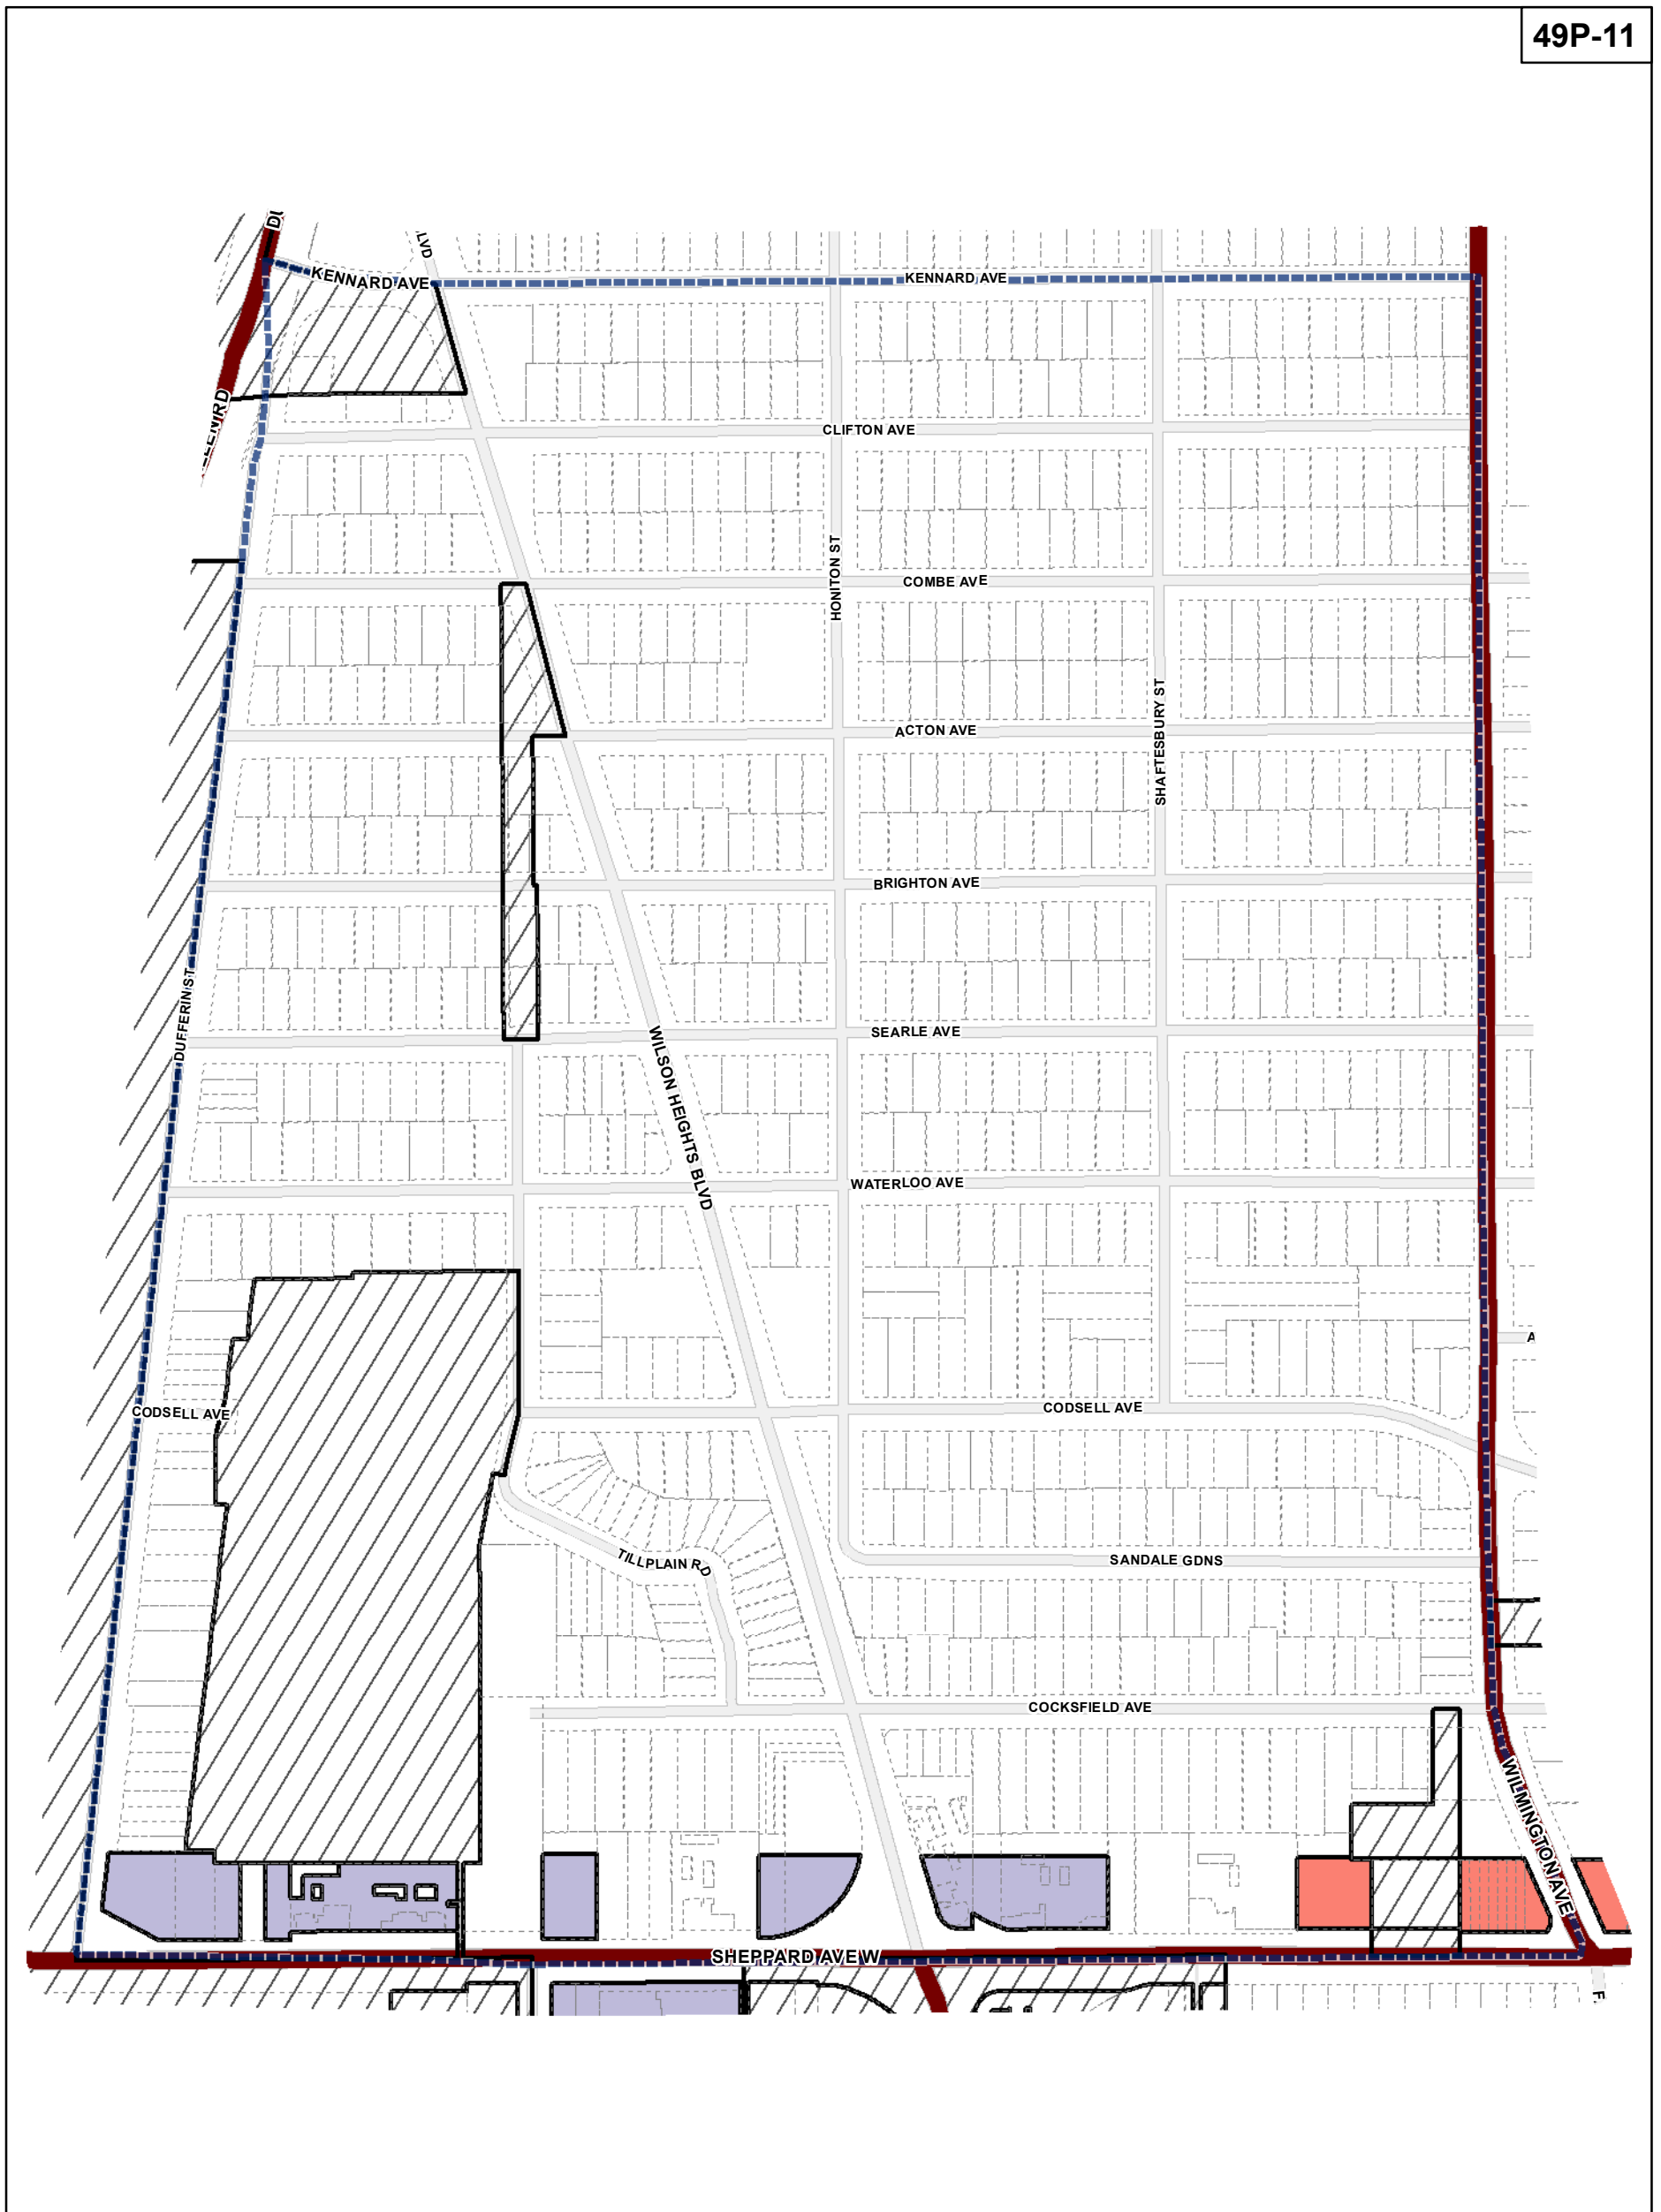 49P-11
KENNARD AVE
KENNARD AVE
CLIFTON AVE
HONITON ST
COMBE AVE
SHAFTESBURY ST
ACTON AVE
BRIGHTON AVE
DUFFERIN ST
SEARLE AVE
WILSON HEIGHTS BLVD
WATERLOO AVE
A
CODSELL AVE
CODSELL AVE
TILLPLAIN RD
SANDALE GDNS
COCKSFIELD AVE
WILMINGTON AVE
SHEPPARD AVE W